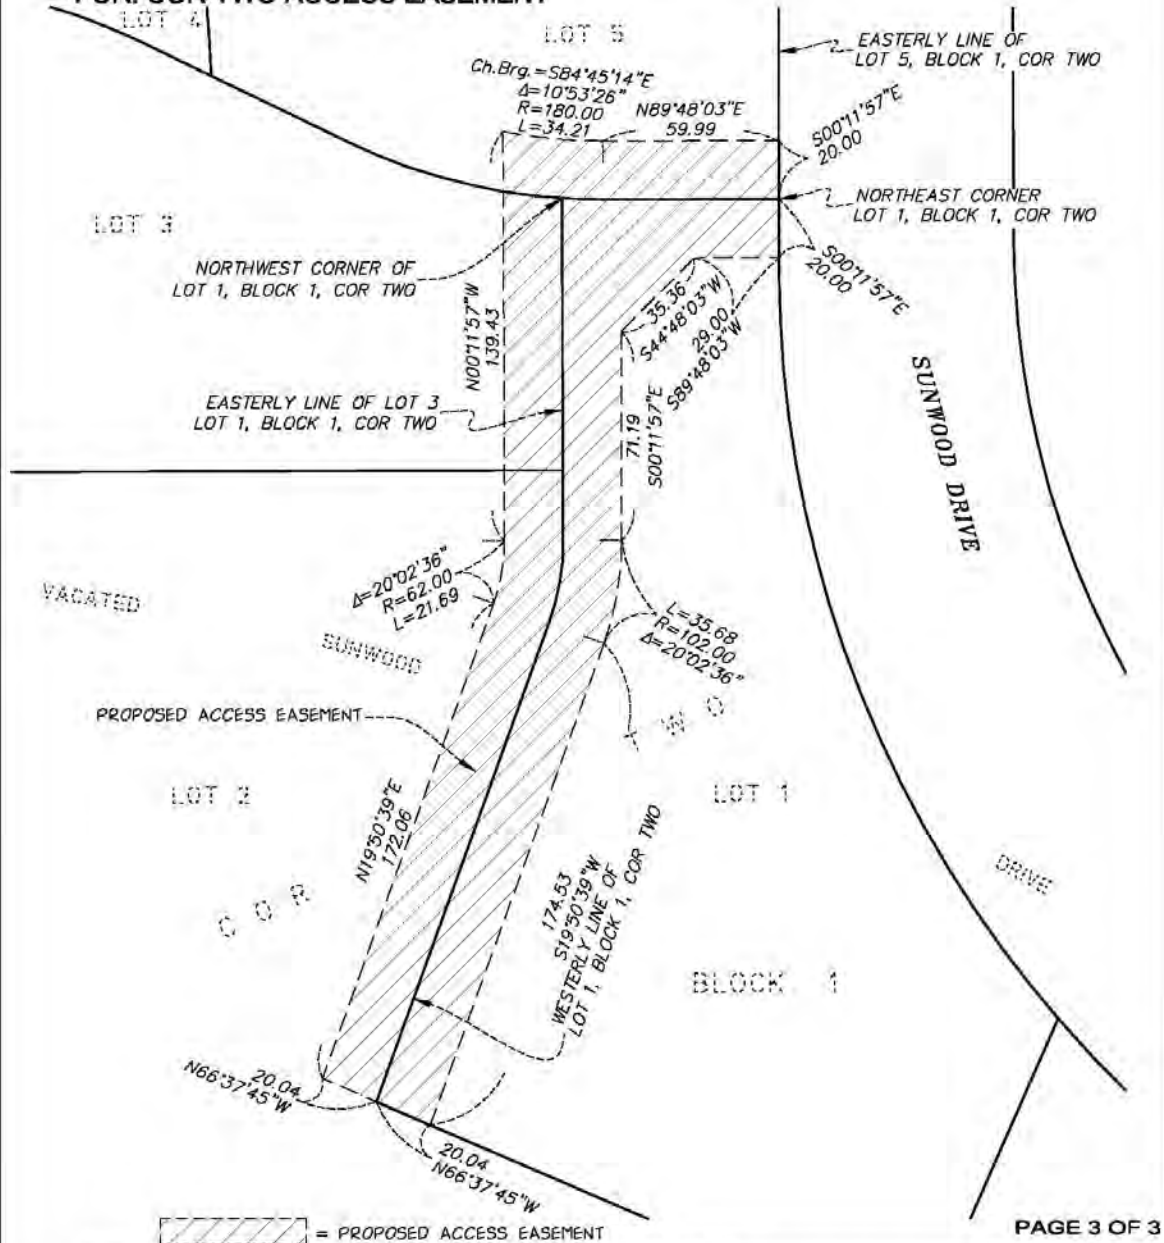 LOT 4
LOT 5
EASTERLY LINE OF
LOT 5, BLOCK 1, COR TWO
Ch.Brg.=S84°45'14"E
Δ=10°53'26"
R=180.00
L=34.21
N89°48'03"E
59.99
S00°11'57"E
20.00
NORTHEAST CORNER
LOT 1, BLOCK 1, COR TWO
LOT 3
NORTHWEST CORNER OF
LOT 1, BLOCK 1, COR TWO
S00°11'57"E
20.00
N00°11'57"W
139.43
35.36
S44°48'03"W
29.00
S89°48'03"W
EASTERLY LINE OF LOT 3
LOT 1, BLOCK 1, COR TWO
71.19
S00°11'57"E
SUNWOOD DRIVE
Δ=20°02'36"
R=62.00
L=21.69
VACATED
SUNWOOD
L=35.68
R=102.00
Δ=20°02'36"
W O
PROPOSED ACCESS EASEMENT
LOT 2
LOT 1
N19°50'39"E
172.06
DRIVE
C O R
174.53
S19°50'39"W
WESTERLY LINE OF
LOT 1, BLOCK 1, COR TWO
BLOCK 1
20.04
N66°37'45"W
20.04
N66°37'45"W
= PROPOSED ACCESS EASEMENT
PAGE 3 OF 3